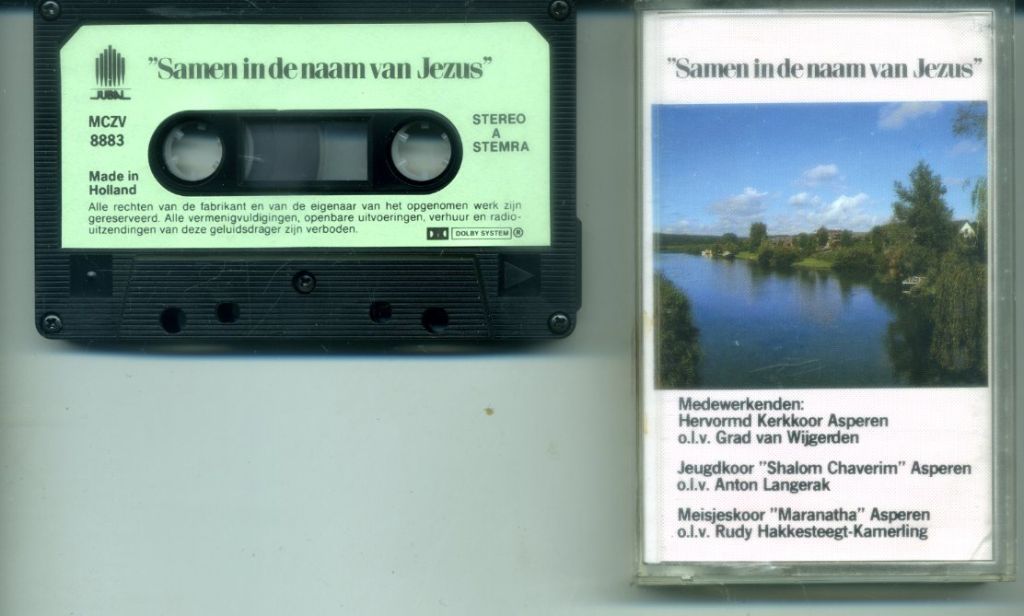 "Samen in de naam van Jezus"
JUBAL
MCZV
8883
STEREO
A
STEMRA
Made in
Holland
Alle rechten van de fabrikant en van de eigenaar van het opgenomen werk zijn
gereserveerd. Alle vermenigvuldigingen, openbare uitvoeringen, verhuur en radio-
uitzendingen van deze geluidsdrager zijn verboden.
DOLBY SYSTEM ®
"Samen in de naam van Jezus"
Medewerkenden:
Hervormd Kerkkoor Asperen
o.l.v. Grad van Wijgerden
Jeugdkoor "Shalom Chaverim" Asperen
o.l.v. Anton Langerak
Meisjeskoor "Maranatha" Asperen
o.l.v. Rudy Hakkesteegt-Kamerling